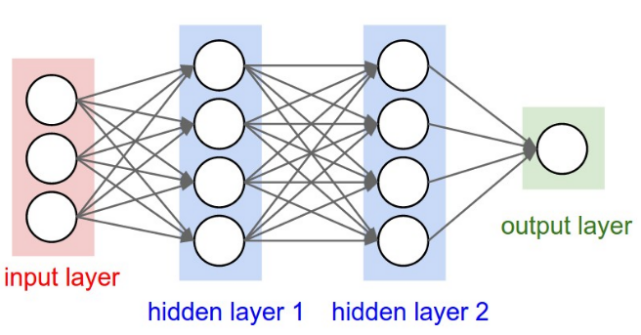 input layer
hidden layer 1
hidden layer 2
output layer